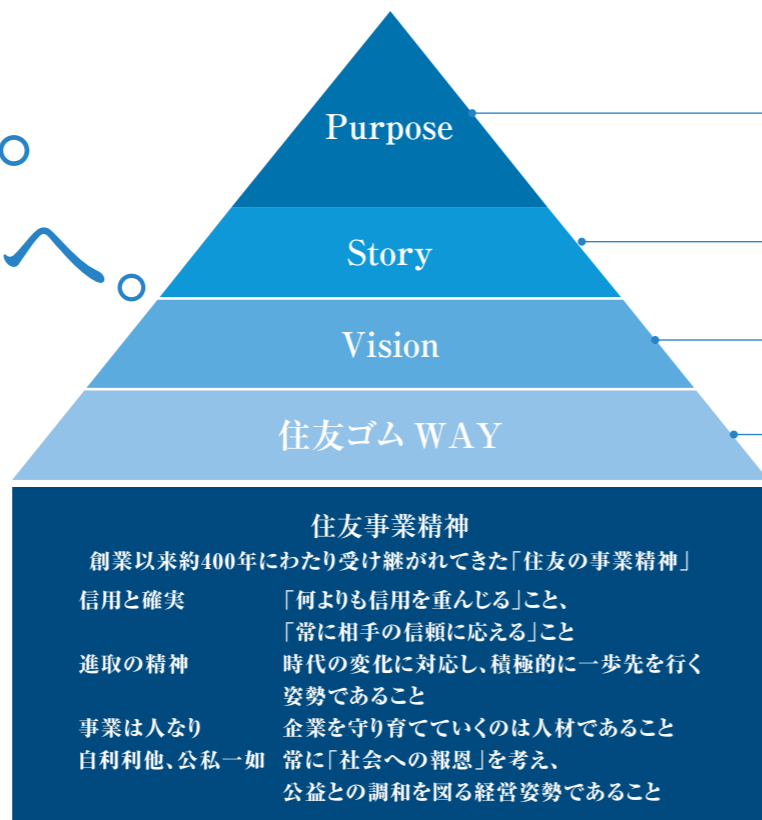 。
へ。
Purpose
Story
Vision
住友ゴム WAY
住友事業精神
創業以来約400年にわたり受け継がれてきた「住友の事業精神」
信用と確実 「何よりも信用を重んじる」こと、
「常に相手の信頼に応える」こと
進取の精神 時代の変化に対応し、積極的に一歩先を行く
姿勢であること
事業は人なり 企業を守り育てていくのは人材であること
自利利他、公私一如 常に「社会への報恩」を考え、
公益との調和を図る経営姿勢であること